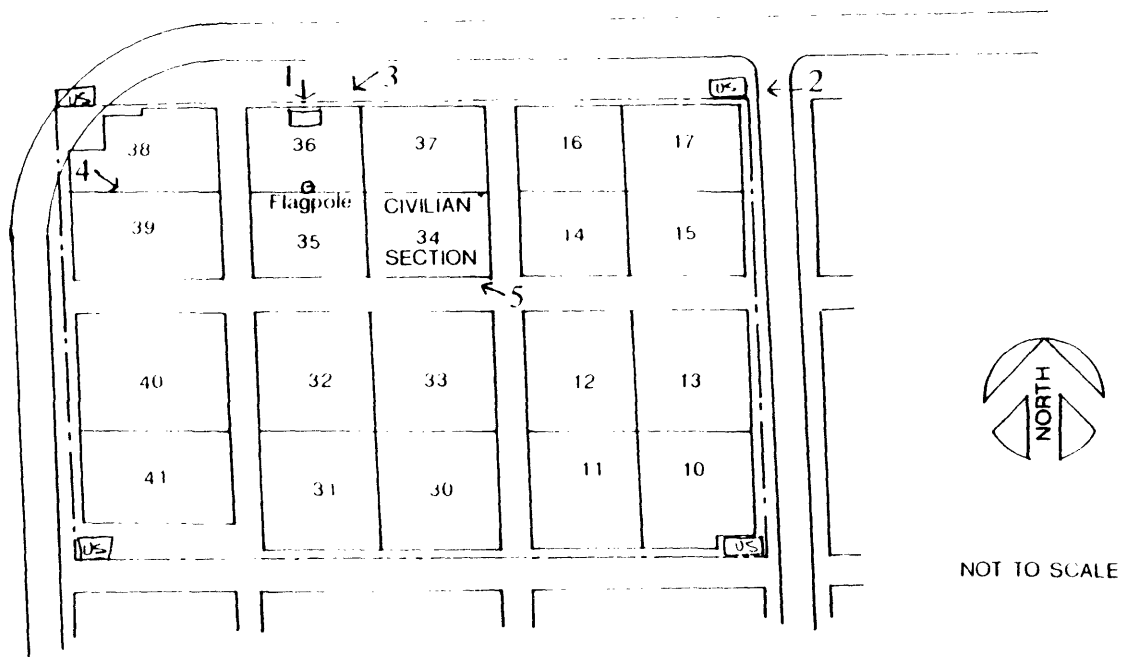 1
3
US
US
2
38
36
37
16
17
4
Flagpole
CIVILIAN
39
35
34
14
15
SECTION
5
40
32
33
12
13
NORTH
41
31
30
11
10
US
US
NOT TO SCALE